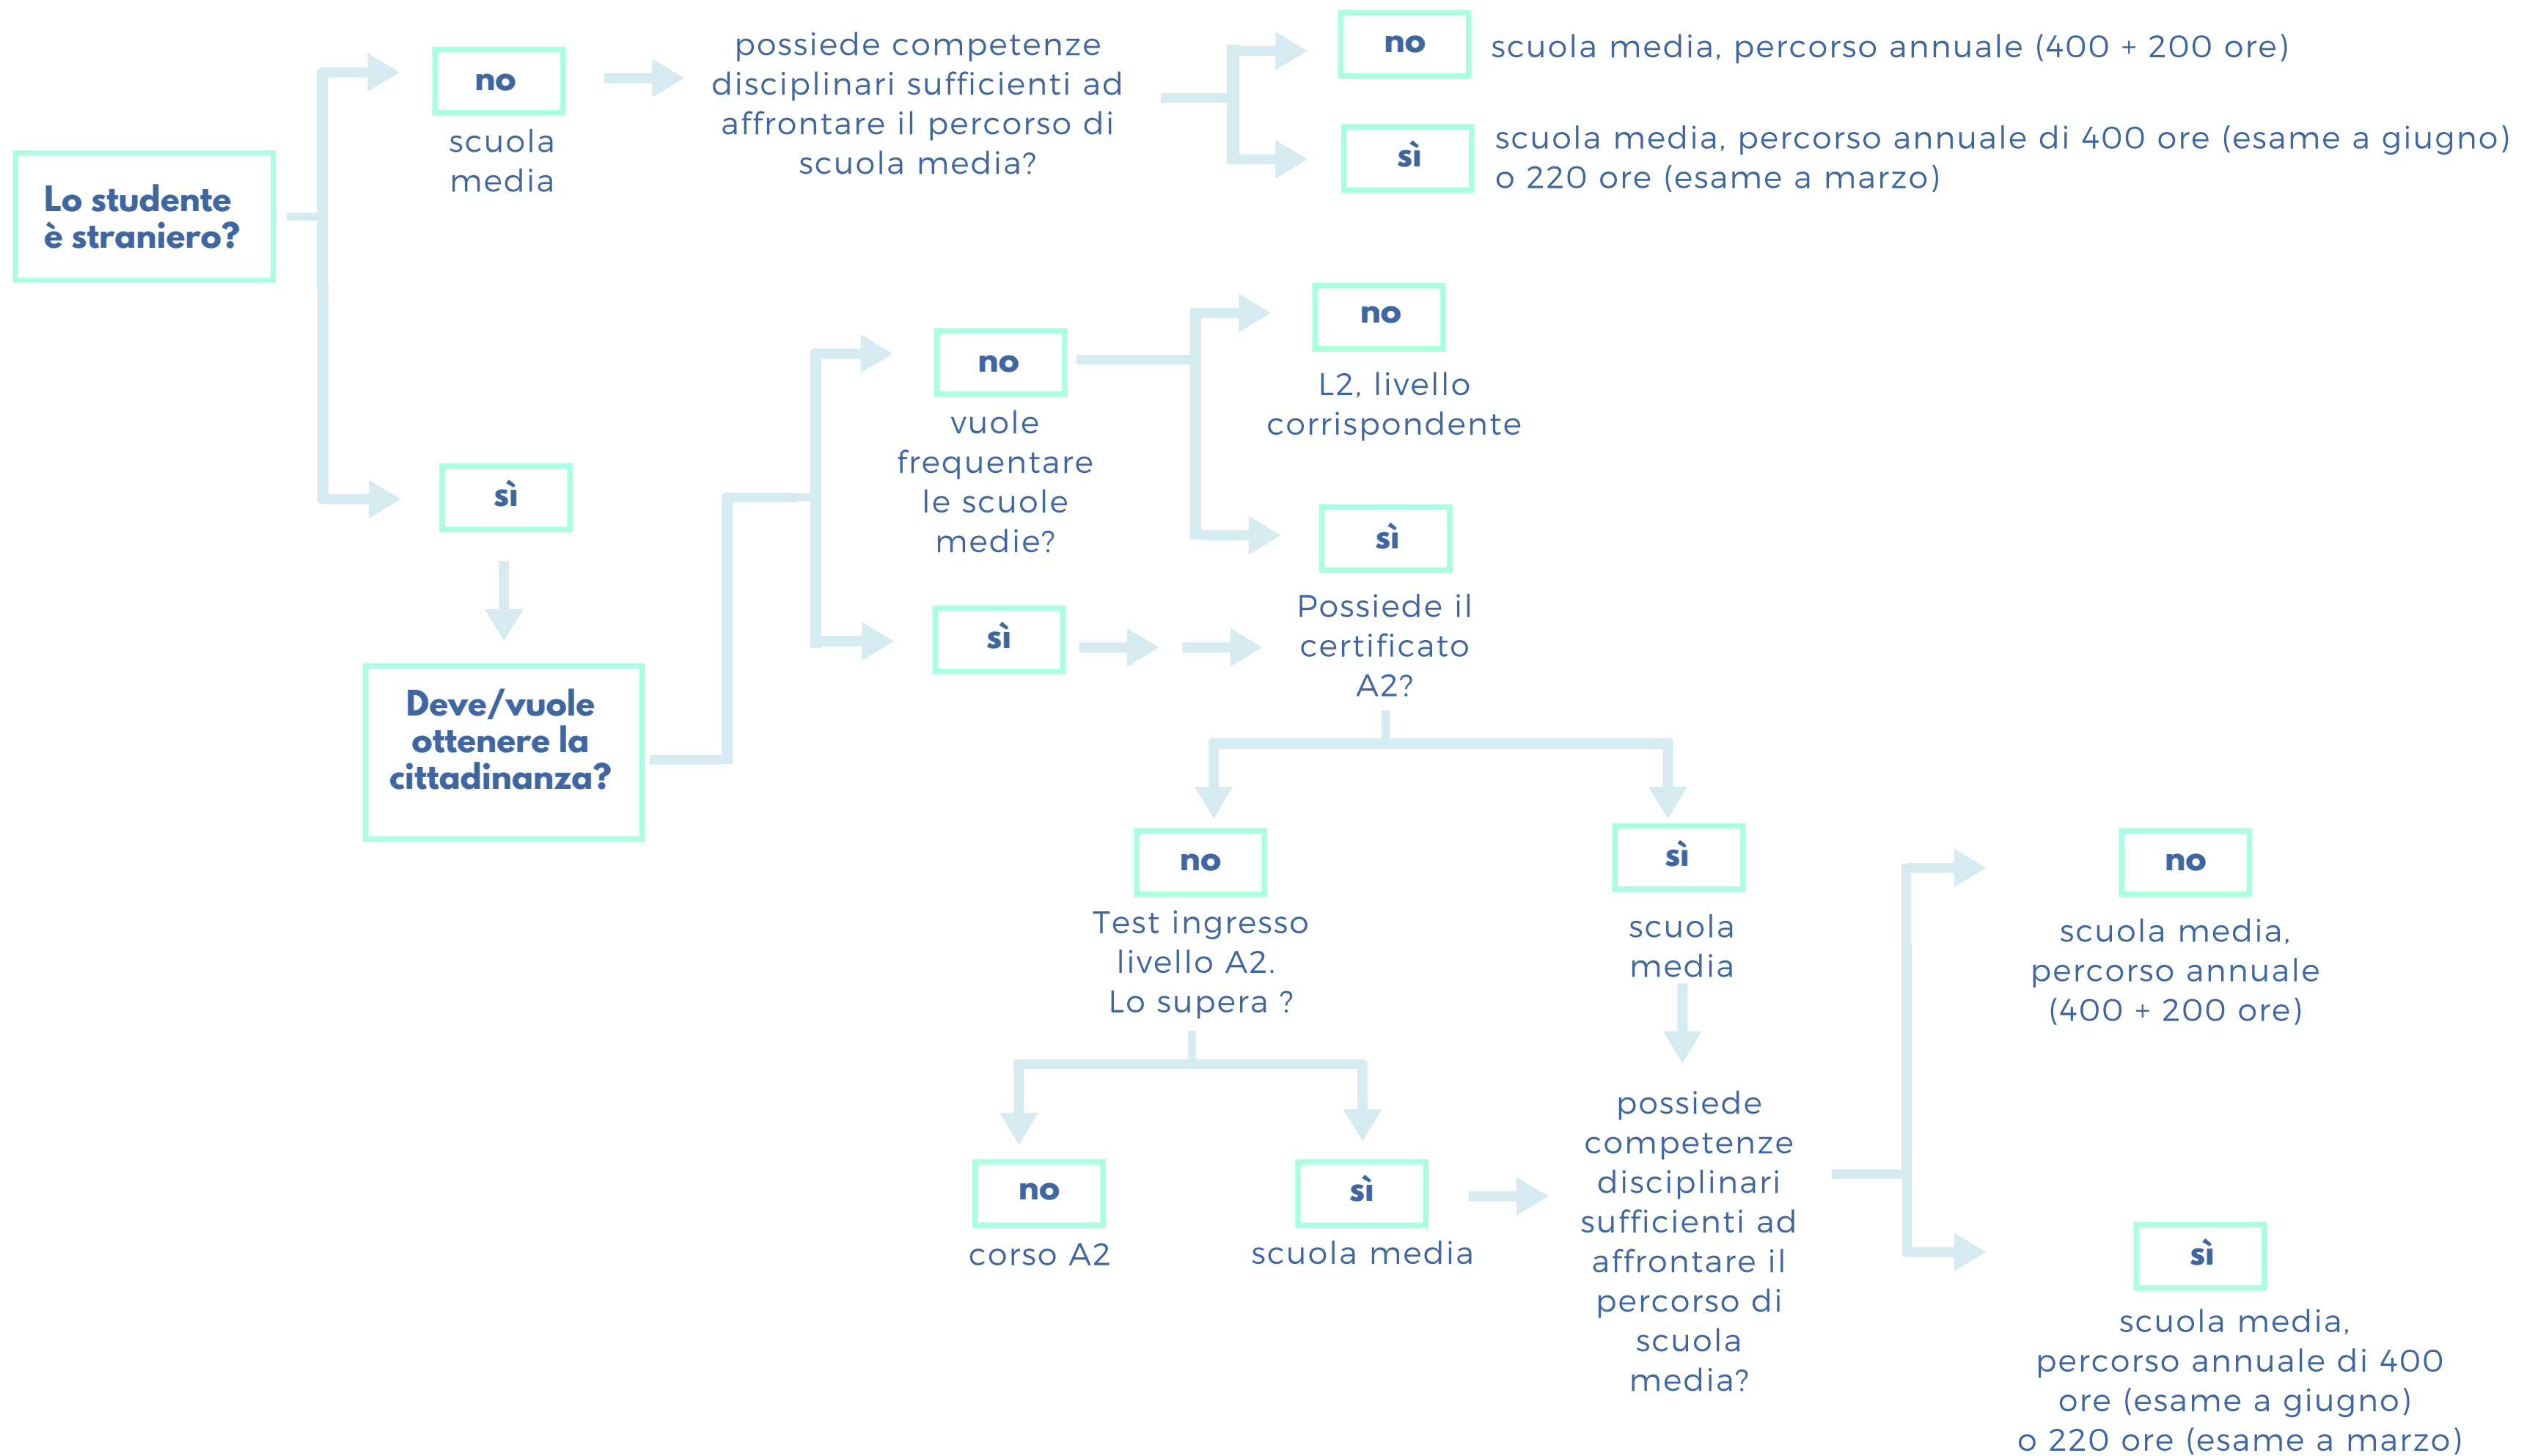 Lo studente
è straniero?
no
scuola
media
possiede competenze
disciplinari sufficienti ad
affrontare il percorso di
scuola media?
no
scuola media, percorso annuale (400 + 200 ore)
sì
scuola media, percorso annuale di 400 ore (esame a giugno)
o 220 ore (esame a marzo)
sì
Deve/vuole
ottenere la
cittadinanza?
no
vuole
frequentare
le scuole
medie?
no
L2, livello
corrispondente
sì
sì
Possiede il
certificato
A2?
no
Test ingresso
livello A2.
Lo supera ?
no
corso A2
sì
scuola media
sì
scuola
media
possiede
competenze
disciplinari
sufficienti ad
affrontare il
percorso di
scuola
media?
no
scuola media,
percorso annuale
(400 + 200 ore)
sì
scuola media,
percorso annuale di 400
ore (esame a giugno)
o 220 ore (esame a marzo)